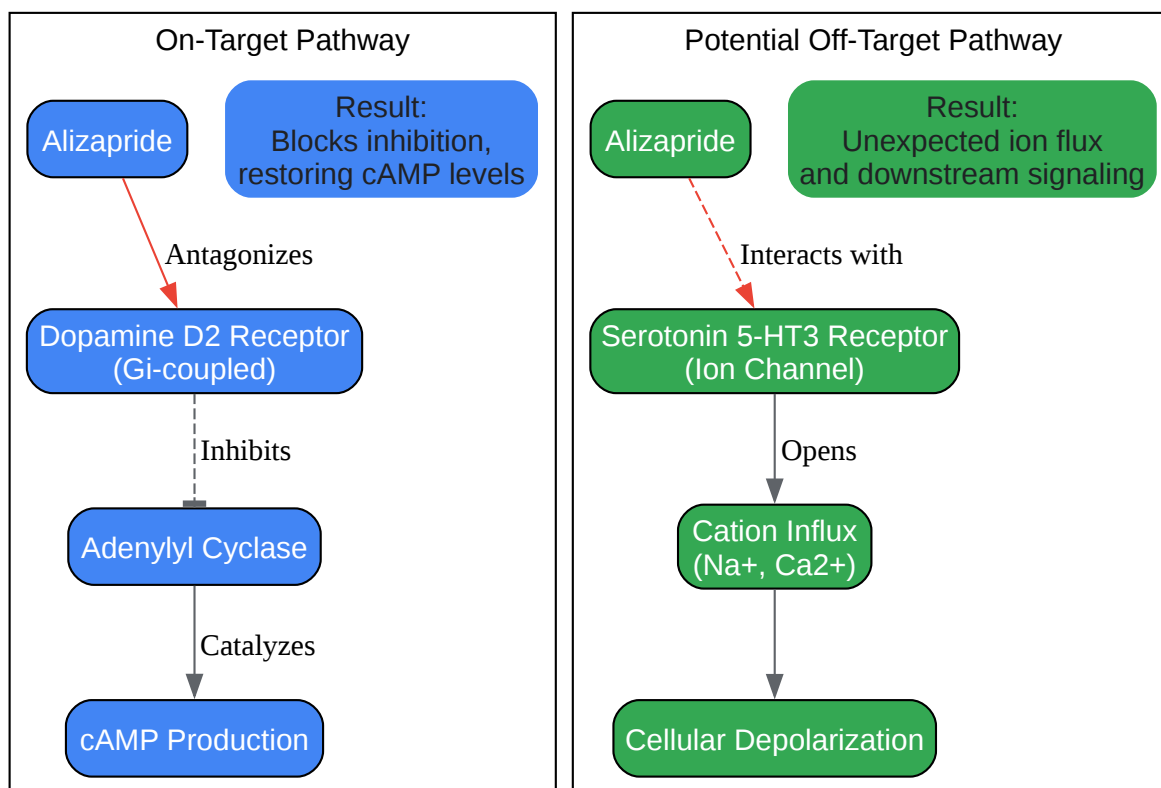 On-Target Pathway
Alizapride
Result:
Blocks inhibition,
restoring cAMP levels
Antagonizes
Dopamine D2 Receptor
(Gi-coupled)
Inhibits
Adenylyl Cyclase
Catalyzes
cAMP Production
Potential Off-Target Pathway
Alizapride
Result:
Unexpected ion flux
and downstream signaling
Interacts with
Serotonin 5-HT3 Receptor
(Ion Channel)
Opens
Cation Influx
(Na+, Ca2+)
Cellular Depolarization